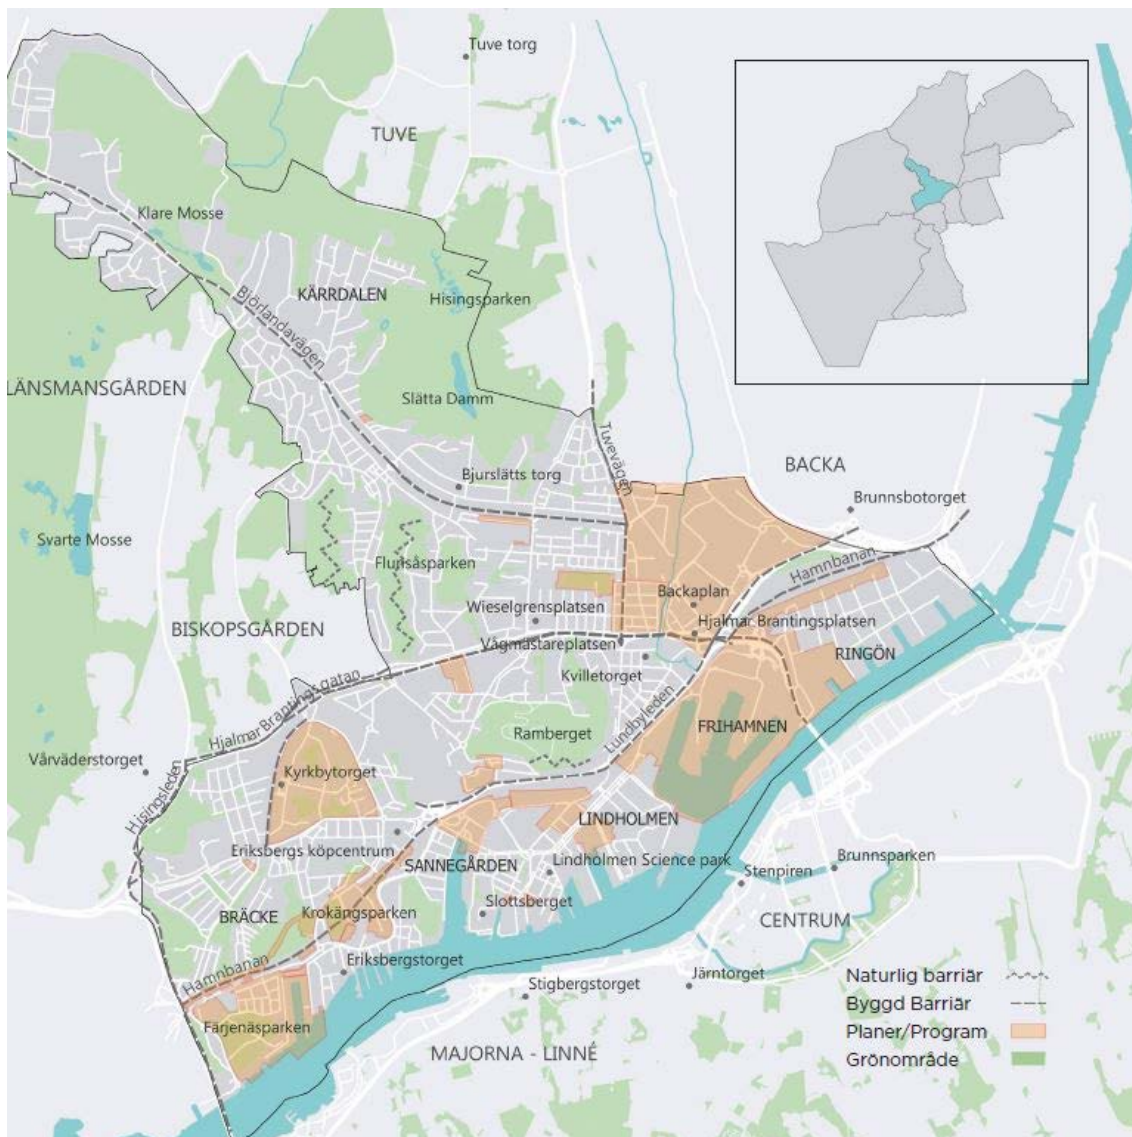 Tuve torg
TUVE
Klare Mosse
KÄRRDALEN
Hisingsparken
Björlandavägen
LÄNSMANSGÅRDEN
Slätta Damm
Tuvevägen
BACKA
Bjurslätts torg
Brunnsbotorget
Svarte Mosse
Flunsåsparken
Hamnbanan
Backaplan
Wieselgrensplatsen
Hjalmar Brantingsplatsen
BISKOPSGÅRDEN
Vågmästareplatsen
RINGÖN
Kvilletorget
Hjalmar Brantingsgatan
Lundbyleden
FRIHAMNEN
Ramberget
Vårväderstorget
Kyrkbytorget
Hisingsleden
LINDHOLMEN
Eriksbergs köpcentrum
SANNEGÅRDEN
Lindholmen Science park
Brunnsparken
Stenpiren
Slottsberget
Krokängsparken
BRÄCKE
CENTRUM
Eriksbergstorget
Hamnbanan
Järntorget
Stigbergstorget
Färjenäsparken
MAJORNA - LINNÉ
Naturlig barriär
Byggd Barriär
Planer/Program
Grönområde